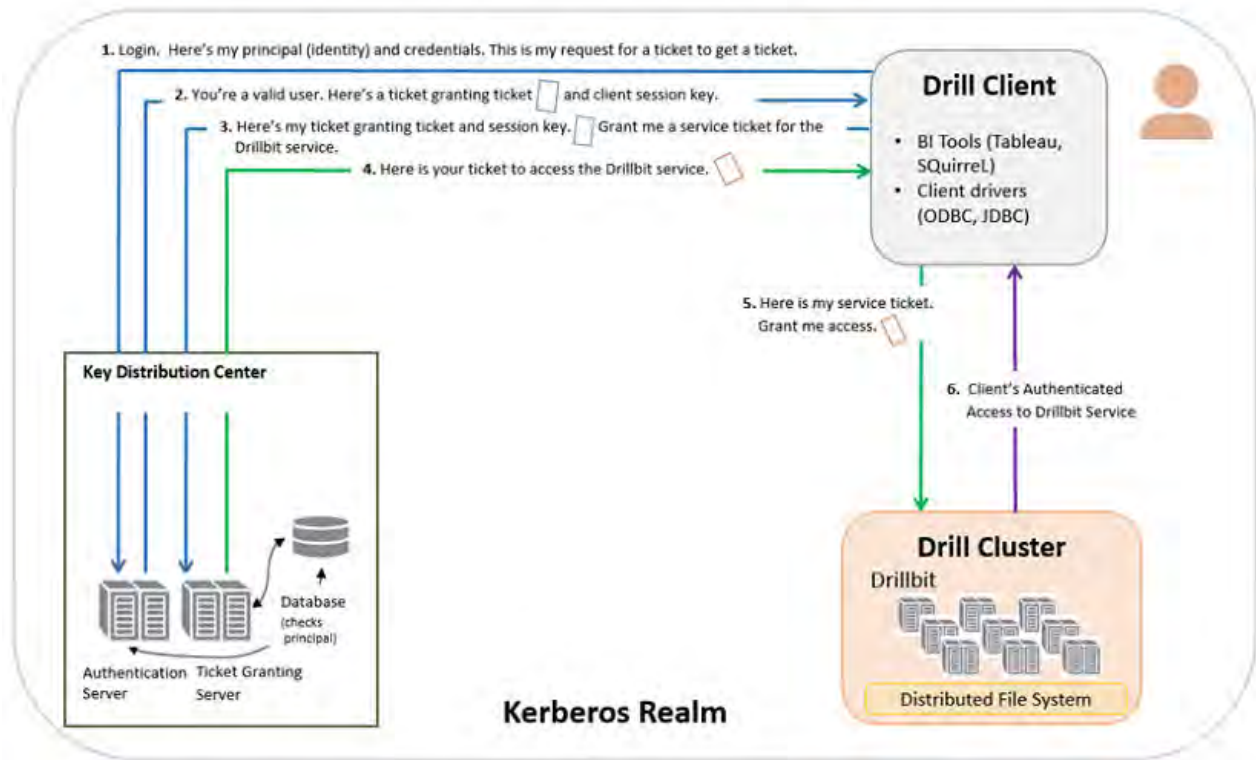 1. Login. Here's my principal (identity) and credentials. This is my request for a ticket to get a ticket.
2. You're a valid user. Here's a ticket granting ticket and client session key.
3. Here's my ticket granting ticket and session key. Grant me a service ticket for the
Drillbit service.
4. Here is your ticket to access the Drillbit service.
Drill Client
• BI Tools (Tableau,
SQuirreL)
• Client drivers
(ODBC, JDBC)
5. Here is my service ticket.
Grant me access.
6. Client's Authenticated
Access to Drillbit Service
Key Distribution Center
Database
(checks
principal)
Authentication
Server
Ticket Granting
Server
Drill Cluster
Drillbit
Distributed File System
Kerberos Realm